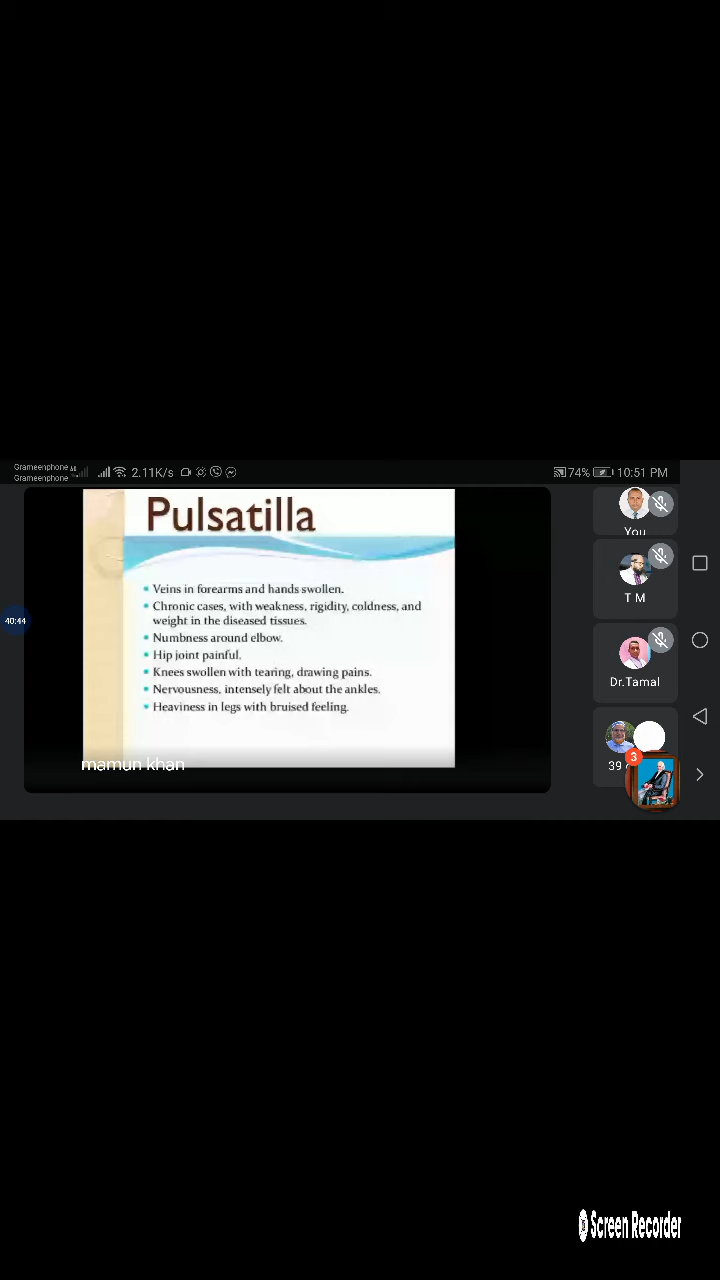 Grameenphone
Grameenphone
2.11K/s
74%
10:51 PM
Pulsatilla
• Veins in forearms and hands swollen.
• Chronic cases, with weakness, rigidity, coldness, and
weight in the diseased tissues.
• Numbness around elbow.
• Hip joint painful.
• Knees swollen with tearing, drawing pains.
• Nervousness, intensely felt about the ankles.
• Heaviness in legs with bruised feeling.
mamun khan
40:44
You
T M
Dr.Tamal
39
3
Screen Recorder